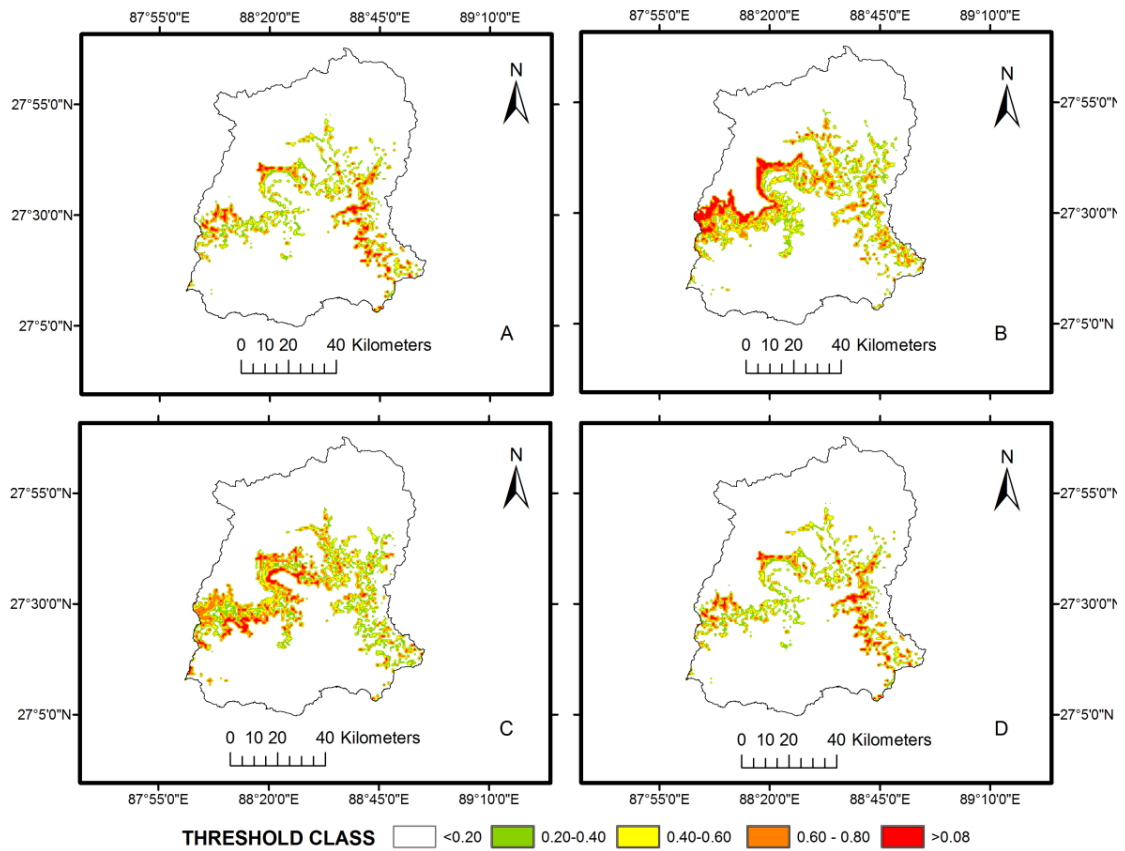 87°55'0"E 88°20'0"E 88°45'0"E 89°10'0"E 87°55'0"E 88°20'0"E 88°45'0"E 89°10'0"E
N
27°55'0"N
27°30'0"N
27°5'0"N
0 10 20 40 Kilometers
A
N
27°55'0"N
27°30'0"N
27°5'0"N
0 10 20 40 Kilometers
B
N
27°55'0"N
27°30'0"N
27°5'0"N
0 10 20 40 Kilometers
C
N
27°55'0"N
27°30'0"N
27°5'0"N
0 10 20 40 Kilometers
D
87°55'0"E 88°20'0"E 88°45'0"E 89°10'0"E 87°55'0"E 88°20'0"E 88°45'0"E 89°10'0"E
THRESHOLD CLASS <0.20 0.20-0.40 0.40-0.60 0.60 - 0.80 >0.08